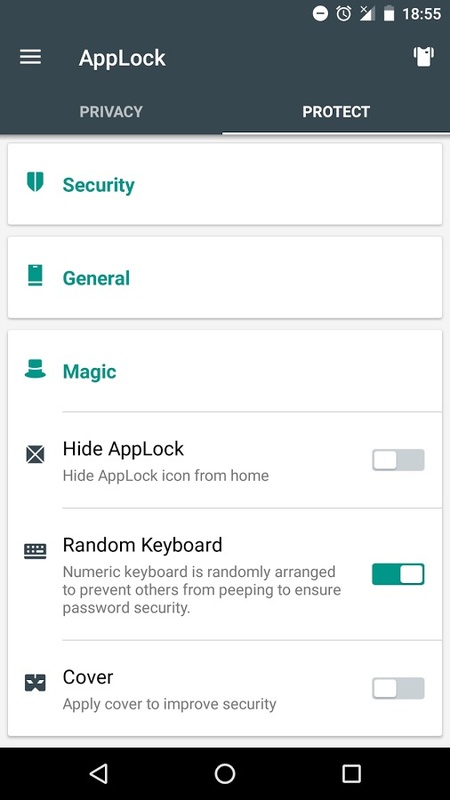 18:55
AppLock
PRIVACY
PROTECT
Security
General
Magic
Hide AppLock
Hide AppLock icon from home
Random Keyboard
Numeric keyboard is randomly arranged
to prevent others from peeping to ensure
password security.
Cover
Apply cover to improve security